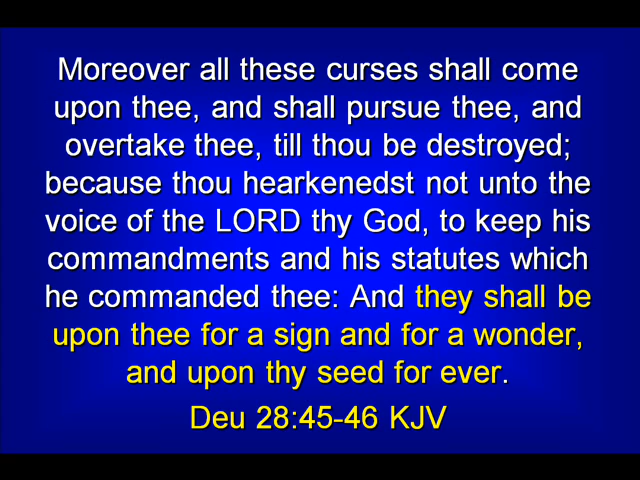 Moreover all these curses shall come
upon thee, and shall pursue thee, and
overtake thee, till thou be destroyed;
because thou hearkenedst not unto the
voice of the LORD thy God, to keep his
commandments and his statutes which
he commanded thee: And they shall be
upon thee for a sign and for a wonder,
and upon thy seed for ever.
Deu 28:45-46 KJV